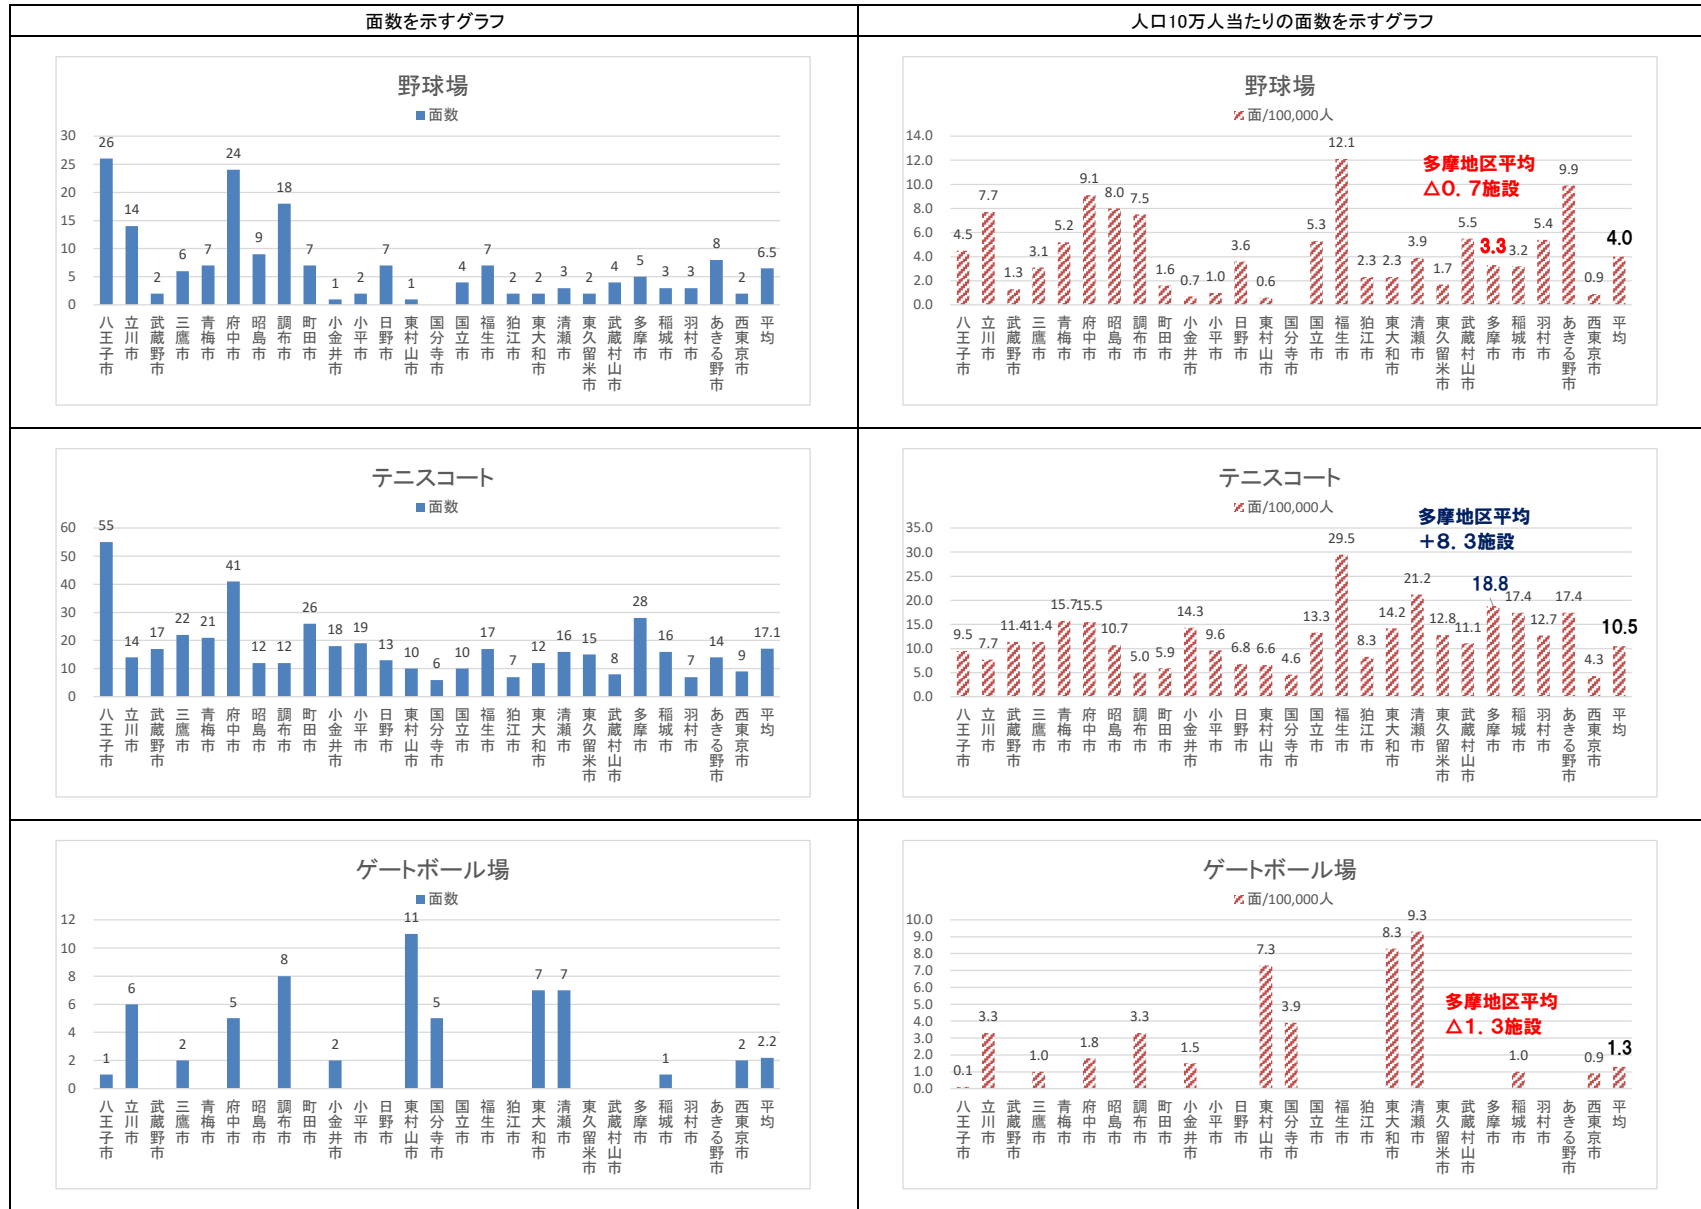 面数を示すグラフ
人口10万人当たりの面数を示すグラフ
野球場
面数
30
25
20
15
10
5
0
26 14 2 6 7 24 9 18 7 1 2 7 1 4 7 2 2 3 2 4 5 3 3 8 2 6.5
八王子市 立川市 武蔵野市 三鷹市 青梅市 府中市 昭島市 調布市 町田市 小金井市 小平市 日野市 東村山市 国分寺市 国立市 福生市 狛江市 東大和市 清瀬市 東久留米市 武蔵村山市 多摩市 稲城市 羽村市 あきる野市 西東京市 平均
野球場
面/100,000人
多摩地区平均
△0.7施設
14.0
12.0
10.0
8.0
6.0
4.0
2.0
0.0
4.5 7.7 1.3 3.1 5.2 9.1 8.0 7.5 1.6 0.7 1.0 3.6 0.6 5.3 12.1 2.3 2.3 3.9 1.7 5.5 3.3 3.2 5.4 9.9 0.9 4.0
八王子市 立川市 武蔵野市 三鷹市 青梅市 府中市 昭島市 調布市 町田市 小金井市 小平市 日野市 東村山市 国分寺市 国立市 福生市 狛江市 東大和市 清瀬市 東久留米市 武蔵村山市 多摩市 稲城市 羽村市 あきる野市 西東京市 平均
テニスコート
面数
60
50
40
30
20
10
0
55 14 17 22 21 41 12 12 26 18 19 13 10 6 10 17 7 12 16 15 8 28 16 7 14 9 17.1
八王子市 立川市 武蔵野市 三鷹市 青梅市 府中市 昭島市 調布市 町田市 小金井市 小平市 日野市 東村山市 国分寺市 国立市 福生市 狛江市 東大和市 清瀬市 東久留米市 武蔵村山市 多摩市 稲城市 羽村市 あきる野市 西東京市 平均
テニスコート
面/100,000人
多摩地区平均
+8.3施設
35.0
30.0
25.0
20.0
15.0
10.0
5.0
0.0
9.5 7.7 11.4 11.4 15.7 15.5 10.7 5.0 5.9 14.3 9.6 6.8 6.6 4.6 13.3 29.5 8.3 14.2 21.2 12.8 11.1 18.8 17.4 12.7 17.4 4.3 10.5
八王子市 立川市 武蔵野市 三鷹市 青梅市 府中市 昭島市 調布市 町田市 小金井市 小平市 日野市 東村山市 国分寺市 国立市 福生市 狛江市 東大和市 清瀬市 東久留米市 武蔵村山市 多摩市 稲城市 羽村市 あきる野市 西東京市 平均
ゲートボール場
面数
12
10
8
6
4
2
0
1 6 2 5 8 2 11 5 7 7 1 2 2.2
八王子市 立川市 武蔵野市 三鷹市 青梅市 府中市 昭島市 調布市 町田市 小金井市 小平市 日野市 東村山市 国分寺市 国立市 福生市 狛江市 東大和市 清瀬市 東久留米市 武蔵村山市 多摩市 稲城市 羽村市 あきる野市 西東京市 平均
ゲートボール場
面/100,000人
多摩地区平均
△1.3施設
10.0
9.0
8.0
7.0
6.0
5.0
4.0
3.0
2.0
1.0
0.0
0.1 3.3 1.0 1.8 3.3 1.5 7.3 3.9 8.3 9.3 1.0 0.9 1.3
八王子市 立川市 武蔵野市 三鷹市 青梅市 府中市 昭島市 調布市 町田市 小金井市 小平市 日野市 東村山市 国分寺市 国立市 福生市 狛江市 東大和市 清瀬市 東久留米市 武蔵村山市 多摩市 稲城市 羽村市 あきる野市 西東京市 平均